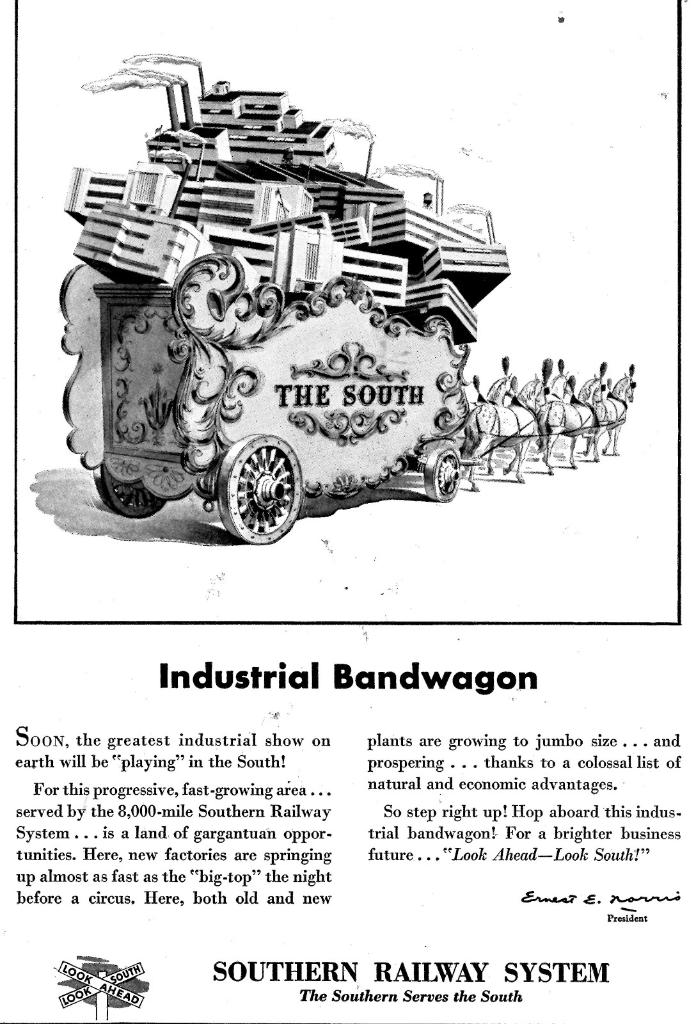 THE SOUTH
Industrial Bandwagon
SOON, the greatest industrial show on
earth will be "playing" in the South!
For this progressive, fast-growing area . . .
served by the 8,000-mile Southern Railway
System . . . is a land of gargantuan oppor-
tunities. Here, new factories are springing
up almost as fast as the "big-top" the night
before a circus. Here, both old and new
plants are growing to jumbo size . . . and
prospering . . . thanks to a colossal list of
natural and economic advantages.
So step right up! Hop aboard this indus-
trial bandwagon! For a brighter business
future . . . "Look Ahead—Look South!"
Ernest E. Norris
President
LOOK SOUTH
LOOK AHEAD
SOUTHERN RAILWAY SYSTEM
The Southern Serves the South